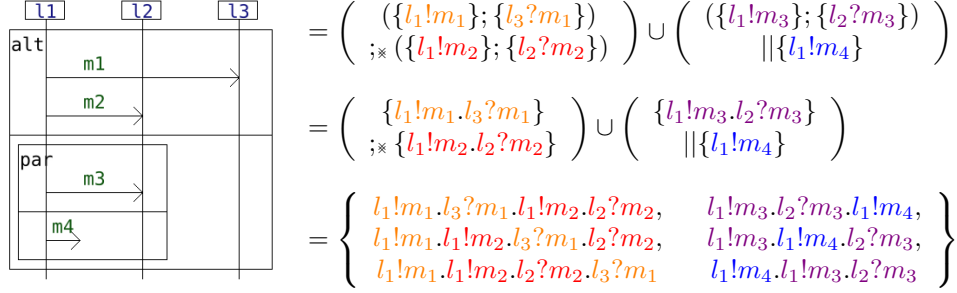 l1 l2 l3
alt
m1
m2
par
m3
m4
= ( ({l₁!m₁}; {l₃?m₁}) ;※ ({l₁!m₂}; {l₂?m₂}) ) ∪ ( ({l₁!m₃}; {l₂?m₃}) ||{l₁!m₄} )
= ( {l₁!m₁.l₃?m₁} ;※ {l₁!m₂.l₂?m₂} ) ∪ ( {l₁!m₃.l₂?m₃} ||{l₁!m₄} )
= { l₁!m₁.l₃?m₁.l₁!m₂.l₂?m₂, l₁!m₃.l₂?m₃.l₁!m₄,
l₁!m₁.l₁!m₂.l₃?m₁.l₂?m₂, l₁!m₃.l₁!m₄.l₂?m₃,
l₁!m₁.l₁!m₂.l₂?m₂.l₃?m₁ l₁!m₄.l₁!m₃.l₂?m₃ }